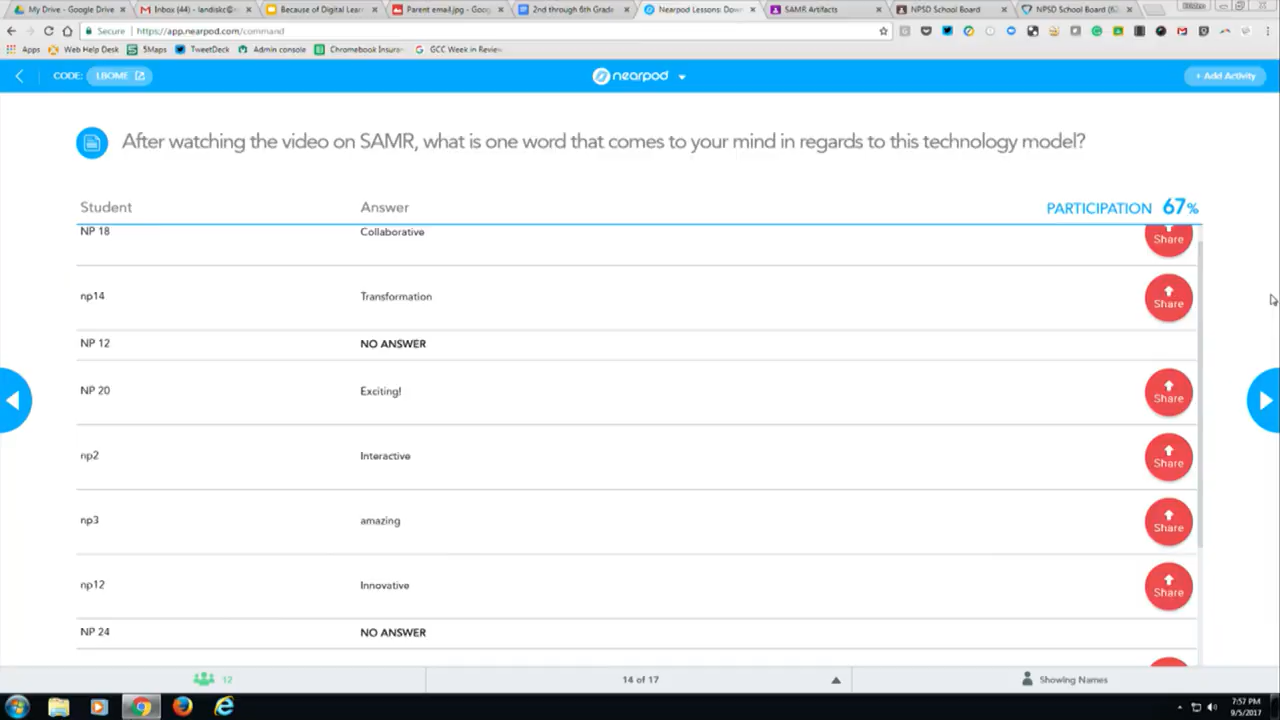 My Drive - Google Drive
Inbox (44) - landiskc@n
Because of Digital Lear
Parent email.jpg - Goog
2nd through 6th Grade
Nearpod Lessons: Down
SAMR Artifacts
NPSD School Board
NPSD School Board (6
Secure
https://app.nearpod.com/command
Apps
Web Help Desk
5Maps
TweetDeck
Admin console
Chromebook Insur
GCC Week in Review
CODE: LBOME
nearpod
+ Add Activity
After watching the video on SAMR, what is one word that comes to your mind in regards to this technology model?
Student Answer PARTICIPATION 67%
NP 18 Collaborative Share
np14 Transformation Share
NP 12 NO ANSWER
NP 20 Exciting! Share
np2 Interactive Share
np3 amazing Share
np12 Innovative Share
NP 24 NO ANSWER
12 14 of 17 Showing Names
7:57 PM
9/5/2017